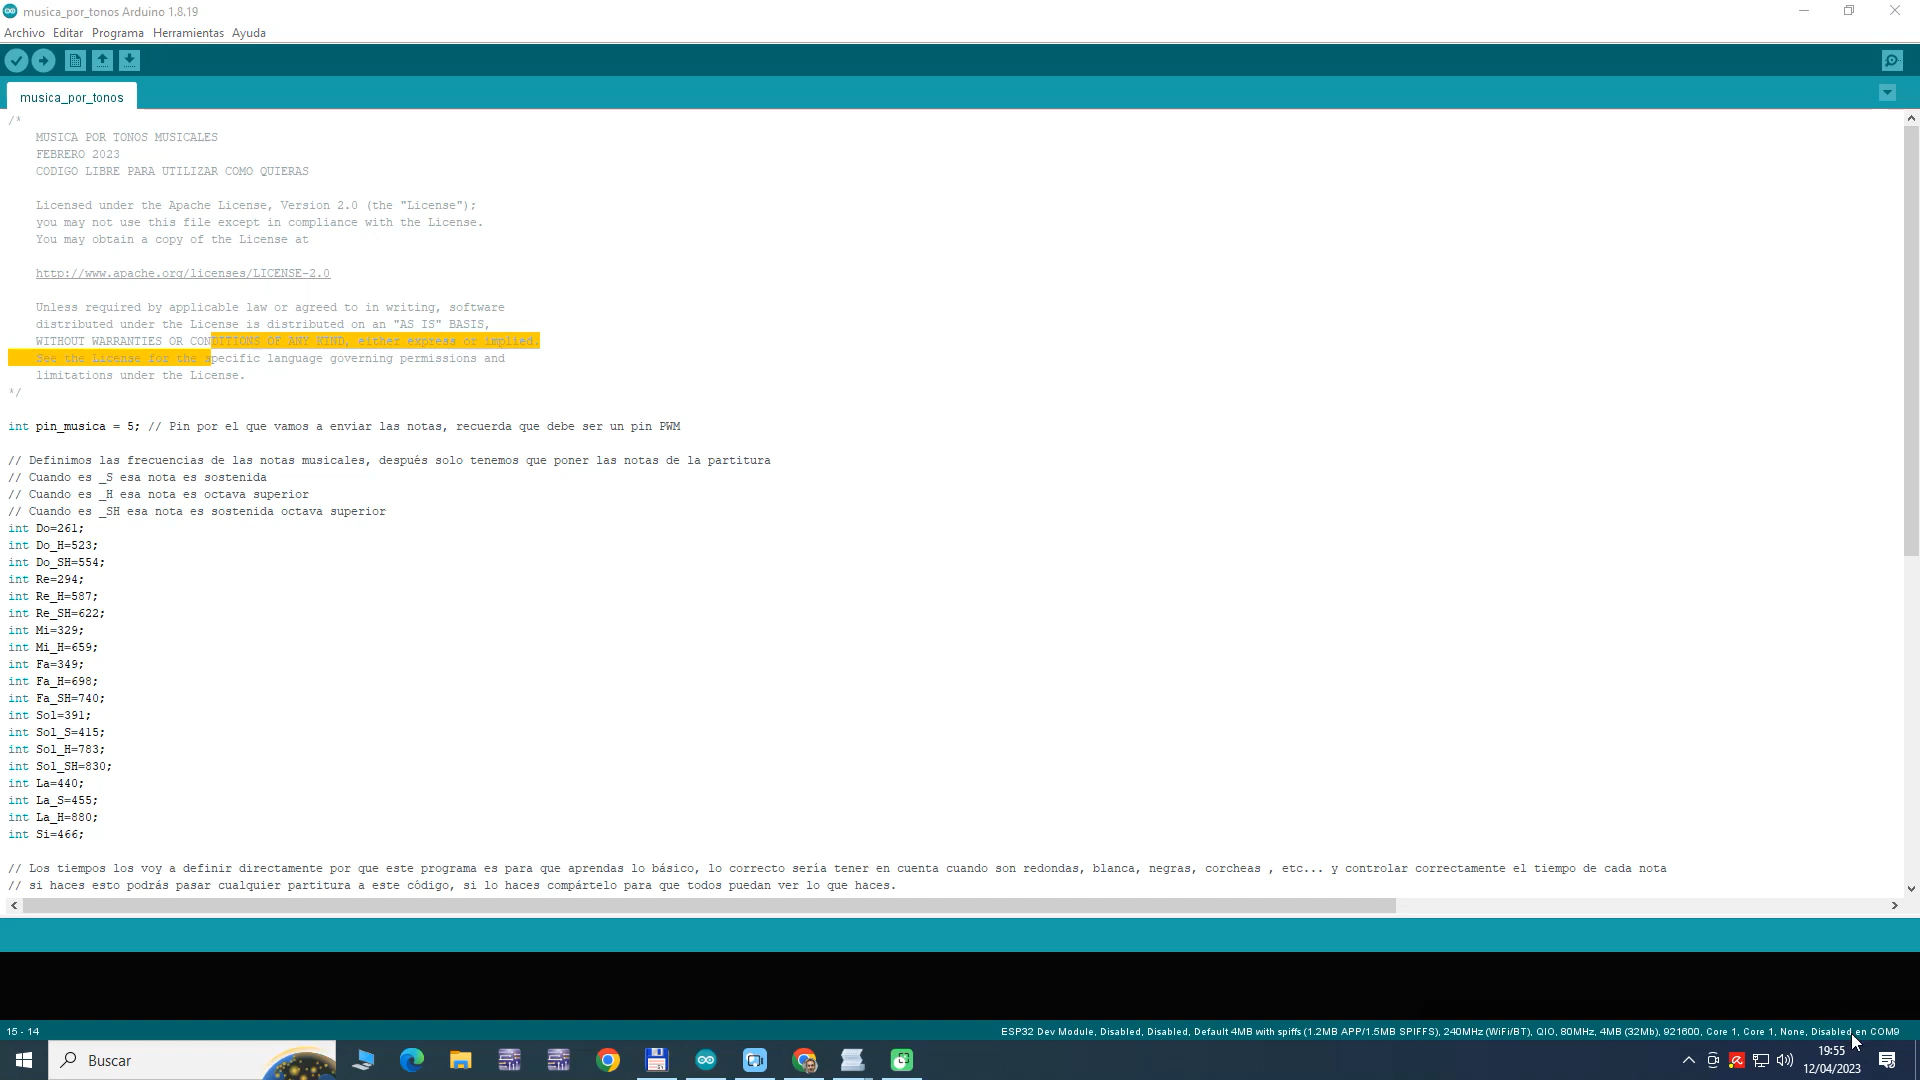 musica_por_tonos Arduino 1.8.19
Archivo Editar Programa Herramientas Ayuda
musica_por_tonos
/*
MUSICA POR TONOS MUSICALES
FEBRERO 2023
CODIGO LIBRE PARA UTILIZAR COMO QUIERAS
Licensed under the Apache License, Version 2.0 (the "License");
you may not use this file except in compliance with the License.
You may obtain a copy of the License at
http://www.apache.org/licenses/LICENSE-2.0
Unless required by applicable law or agreed to in writing, software
distributed under the License is distributed on an "AS IS" BASIS,
WITHOUT WARRANTIES OR CONDITIONS OF ANY KIND, either express or implied.
See the License for the specific language governing permissions and
limitations under the License.
*/
int pin_musica = 5; // Pin por el que vamos a enviar las notas, recuerda que debe ser un pin PWM
// Definimos las frecuencias de las notas musicales, después solo tenemos que poner las notas de la partitura
// Cuando es _S esa nota es sostenida
// Cuando es _H esa nota es octava superior
// Cuando es _SH esa nota es sostenida octava superior
int Do=261;
int Do_H=523;
int Do_SH=554;
int Re=294;
int Re_H=587;
int Re_SH=622;
int Mi=329;
int Mi_H=659;
int Fa=349;
int Fa_H=698;
int Fa_SH=740;
int Sol=391;
int Sol_S=415;
int Sol_H=783;
int Sol_SH=830;
int La=440;
int La_S=455;
int La_H=880;
int Si=466;
// Los tiempos los voy a definir directamente por que este programa es para que aprendas lo básico, lo correcto sería tener en cuenta cuando son redondas, blanca, negras, corcheas , etc... y controlar correctamente el tiempo de cada nota
// si haces esto podrás pasar cualquier partitura a este código, si lo haces compártelo para que todos puedan ver lo que haces.
15 - 14
ESP32 Dev Module, Disabled, Disabled, Default 4MB with spiffs (1.2MB APP/1.5MB SPIFFS), 240MHz (WiFi/BT), QIO, 80MHz, 4MB (32Mb), 921600, Core 1, Core 1, None, Disabled en COM9
Buscar
19:55
12/04/2023